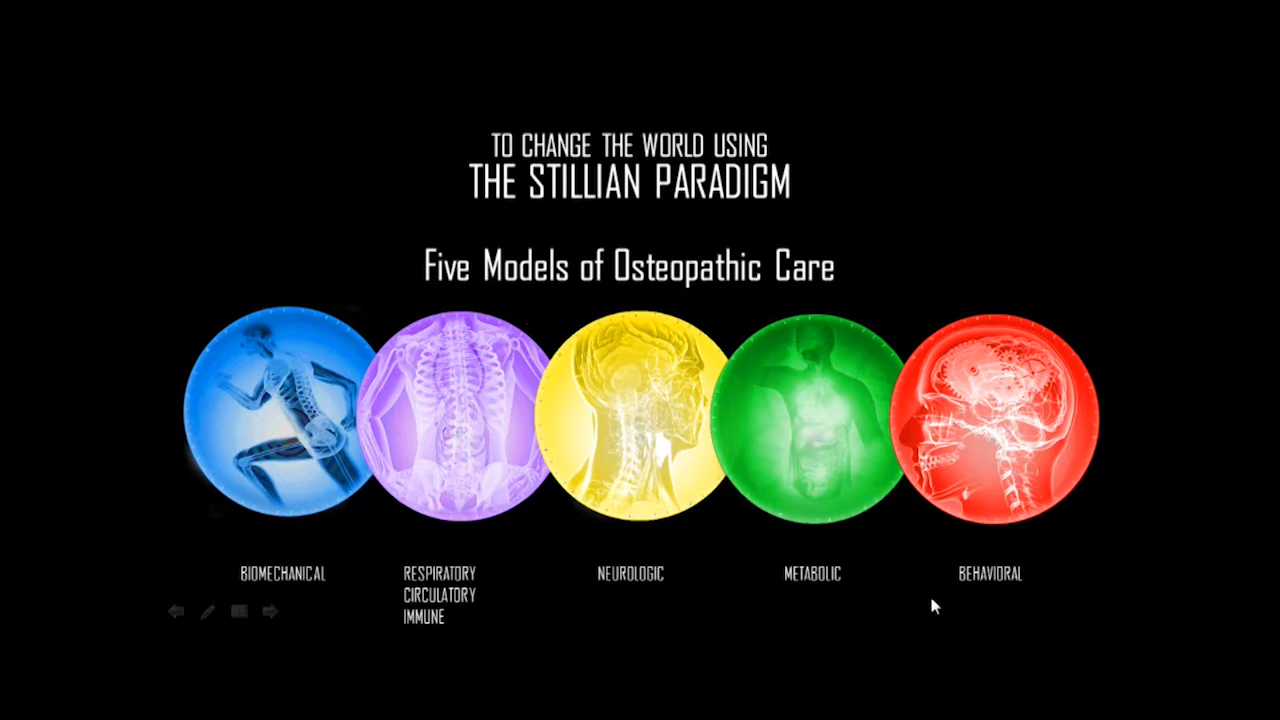 TO CHANGE THE WORLD USING
THE STILLIAN PARADIGM
Five Models of Osteopathic Care
BIOMECHANICAL
RESPIRATORY
CIRCULATORY
IMMUNE
NEUROLOGIC
METABOLIC
BEHAVIORAL